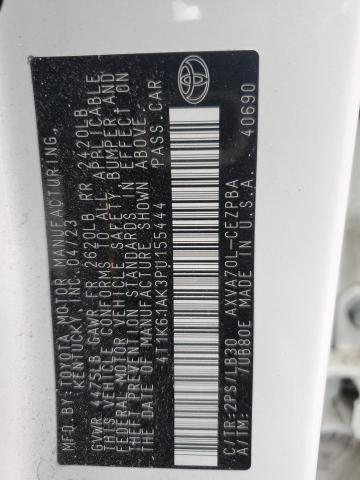 MFD. BY: TOYOTA MOTOR MANUFACTURING,
KENTUCKY, INC. 04/23
GVWR 4475LB GAWR FR 2620LB RR 2420LB
THIS VEHICLE CONFORMS TO ALL APPLICABLE
FEDERAL MOTOR VEHICLE SAFETY, BUMPER AND
THEFT PREVENTION STANDARDS IN EFFECT ON
THE DATE OF MANUFACTURE SHOWN ABOVE.
4T1K61AK3PU155444 PASS.CAR
C/TR:2PS/LB30 AXVA70L-CEZPBA
A/TM: /UB80E MADE IN U.S.A. 40690